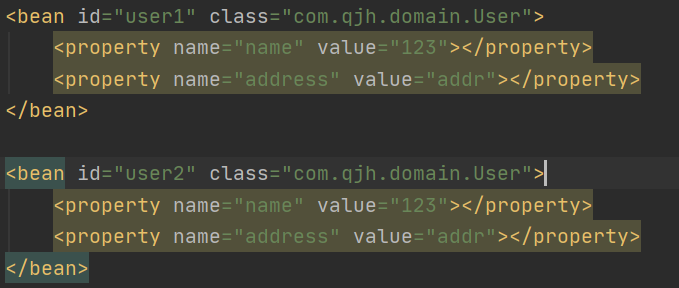 <bean id="user1" class="com.qjh.domain.User">
    <property name="name" value="123"></property>
    <property name="address" value="addr"></property>
</bean>
<bean id="user2" class="com.qjh.domain.User">
    <property name="name" value="123"></property>
    <property name="address" value="addr"></property>
</bean>